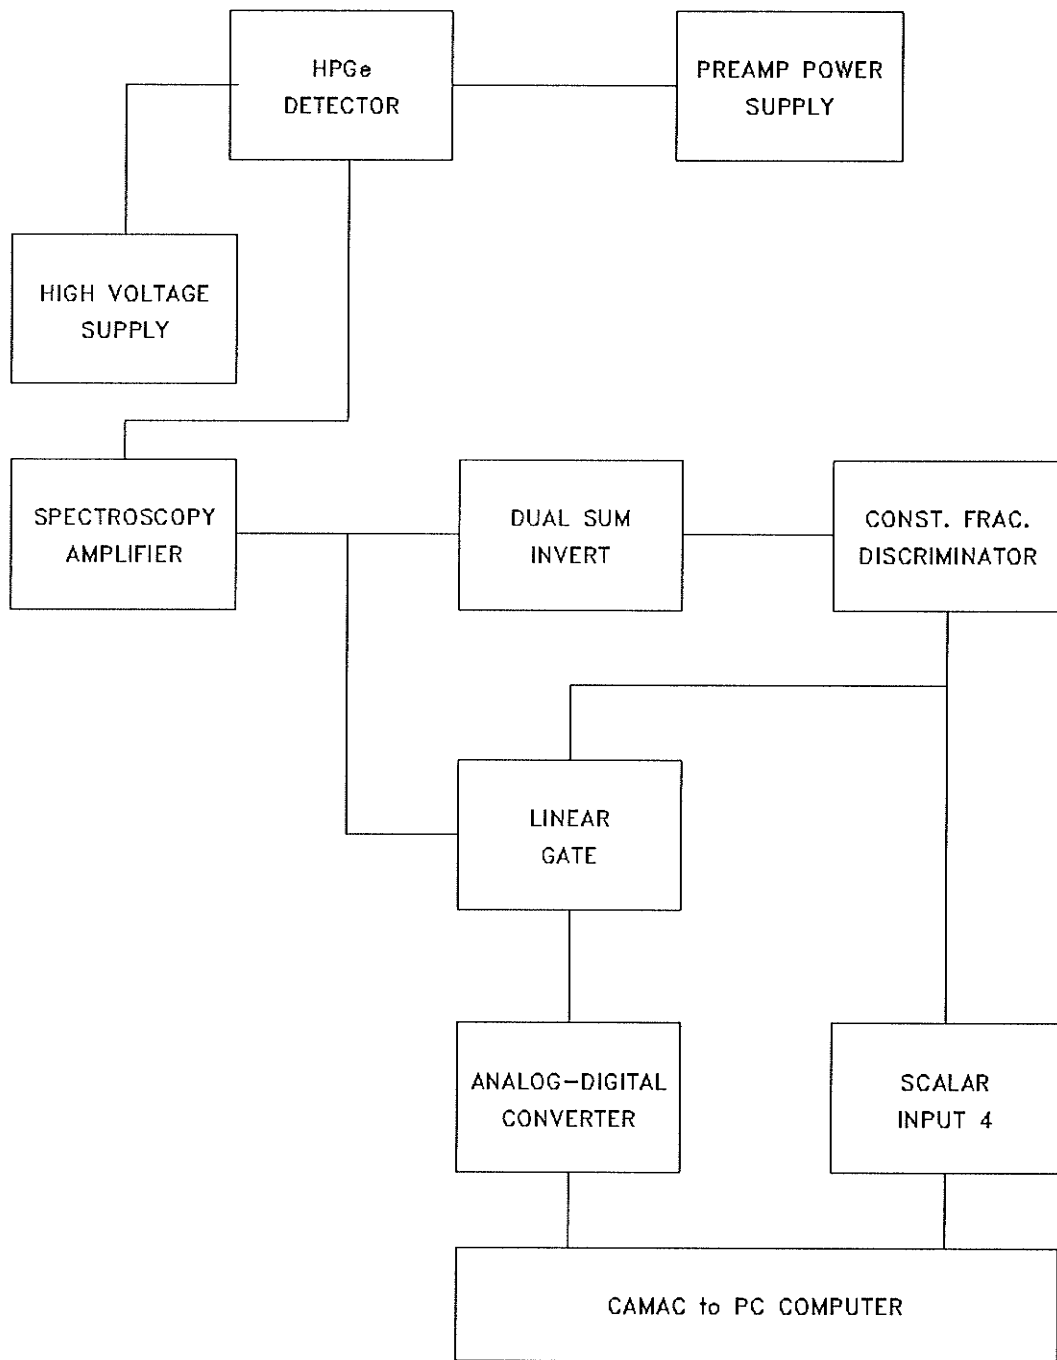 HPGe
DETECTOR
PREAMP POWER
SUPPLY
HIGH VOLTAGE
SUPPLY
SPECTROSCOPY
AMPLIFIER
DUAL SUM
INVERT
CONST. FRAC.
DISCRIMINATOR
LINEAR
GATE
ANALOG-DIGITAL
CONVERTER
SCALAR
INPUT 4
CAMAC to PC COMPUTER